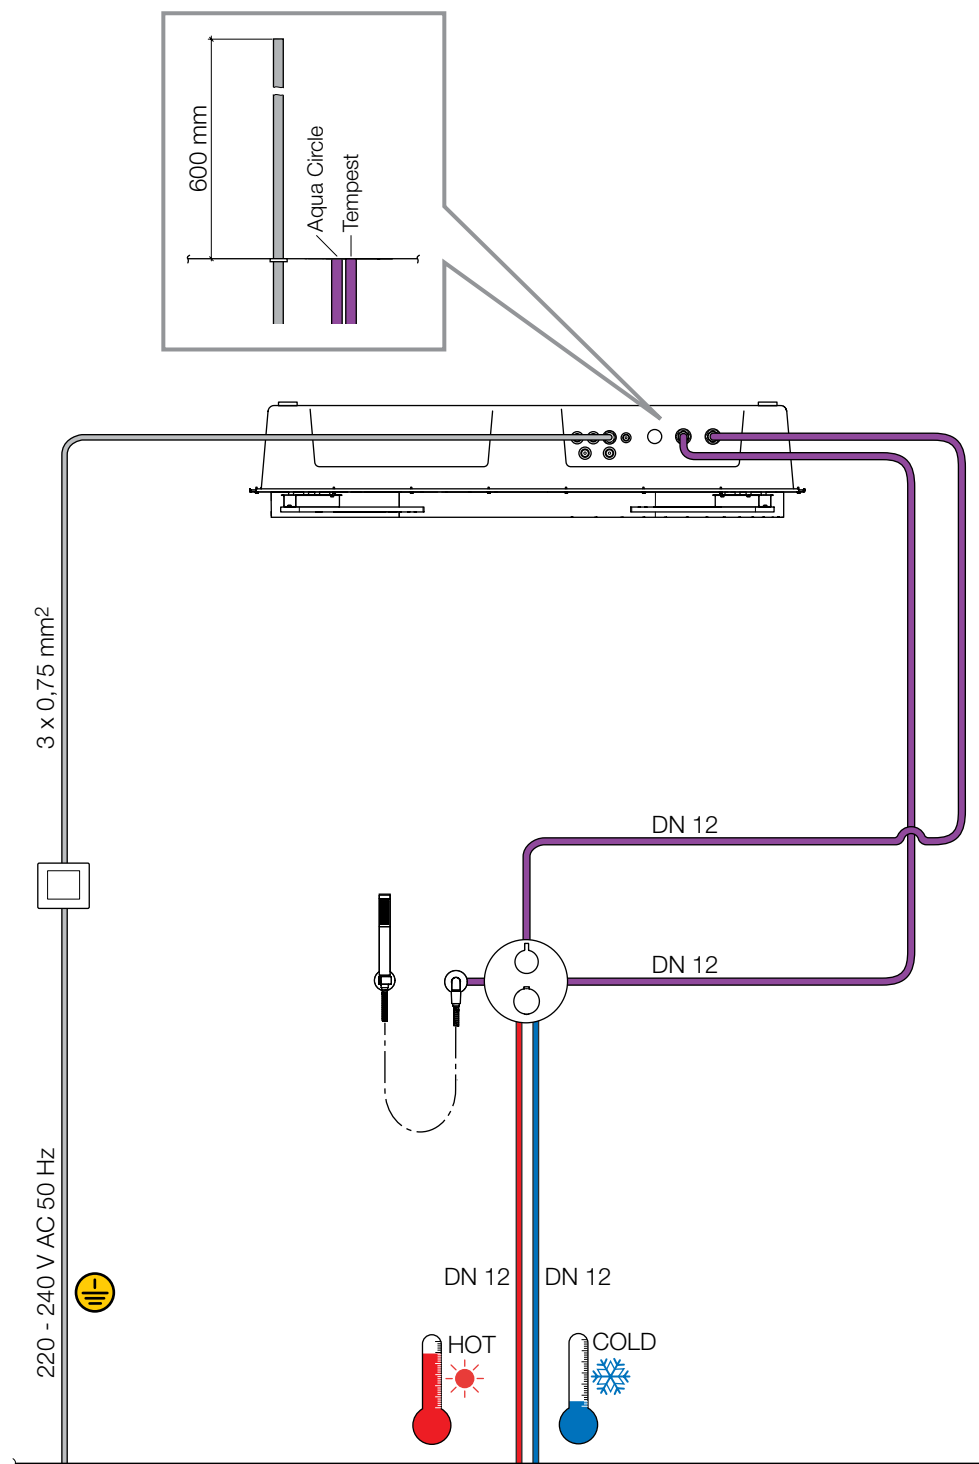 600 mm
Aqua Circle
Tempest
3 x 0,75 mm²
DN 12
DN 12
220 - 240 V AC 50 Hz
DN 12
DN 12
HOT
COLD